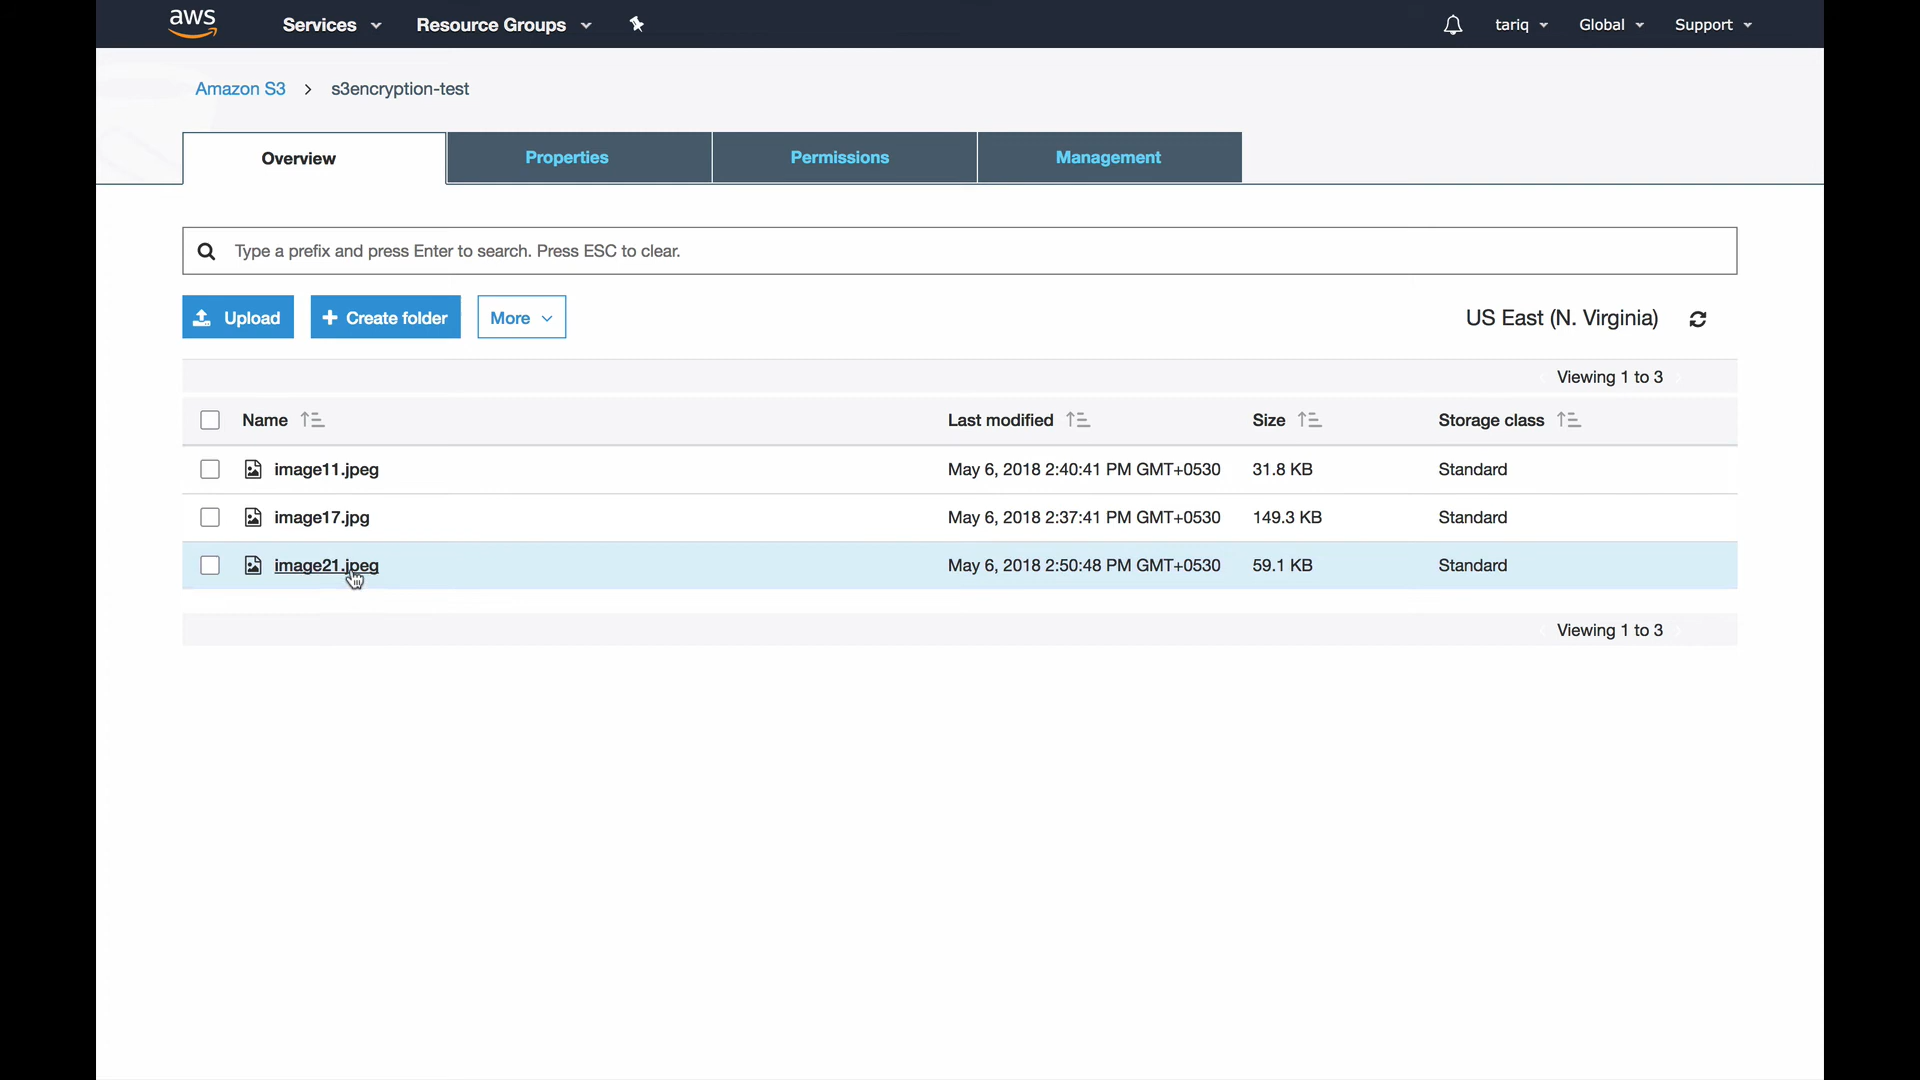 aws Services Resource Groups tariq Global Support
Amazon S3 > s3encryption-test
Overview Properties Permissions Management
Type a prefix and press Enter to search. Press ESC to clear.
Upload + Create folder More US East (N. Virginia)
Viewing 1 to 3
Name Last modified Size Storage class
image11.jpeg May 6, 2018 2:40:41 PM GMT+0530 31.8 KB Standard
image17.jpg May 6, 2018 2:37:41 PM GMT+0530 149.3 KB Standard
image21.jpeg May 6, 2018 2:50:48 PM GMT+0530 59.1 KB Standard
Viewing 1 to 3